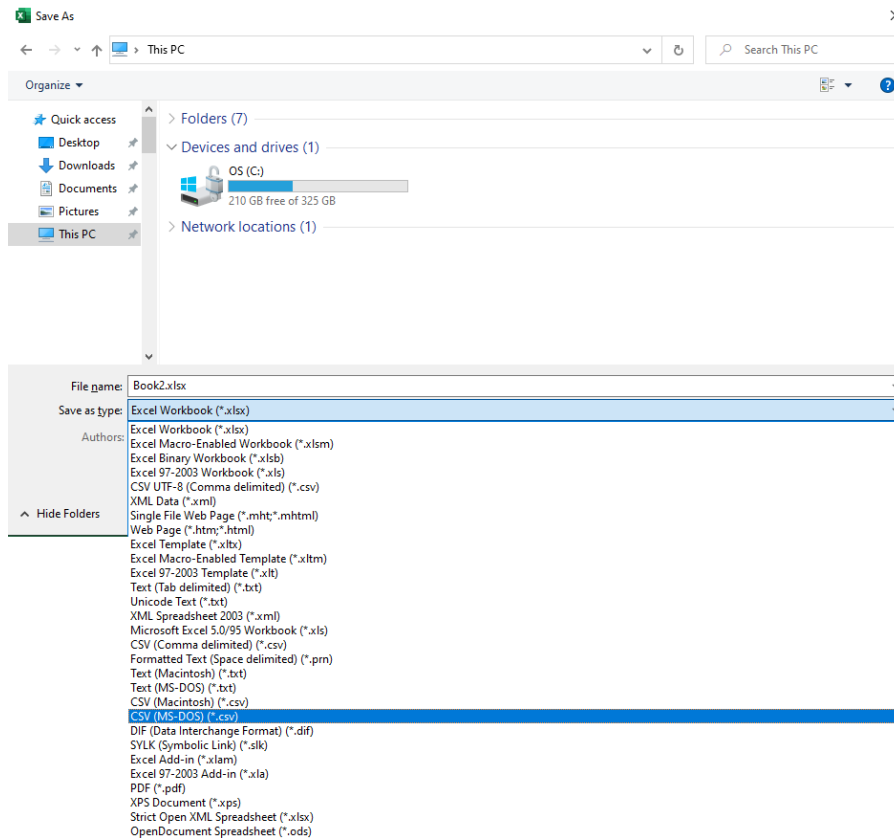 Save As
This PC
Search This PC
Organize
Quick access
Desktop
Downloads
Documents
Pictures
This PC
Folders (7)
Devices and drives (1)
OS (C:)
210 GB free of 325 GB
Network locations (1)
File name: Book2.xlsx
Save as type: Excel Workbook (*.xlsx)
Authors:
Hide Folders
Excel Workbook (*.xlsx)
Excel Macro-Enabled Workbook (*.xlsm)
Excel Binary Workbook (*.xlsb)
Excel 97-2003 Workbook (*.xls)
CSV UTF-8 (Comma delimited) (*.csv)
XML Data (*.xml)
Single File Web Page (*.mht;*.mhtml)
Web Page (*.htm;*.html)
Excel Template (*.xltx)
Excel Macro-Enabled Template (*.xltm)
Excel 97-2003 Template (*.xlt)
Text (Tab delimited) (*.txt)
Unicode Text (*.txt)
XML Spreadsheet 2003 (*.xml)
Microsoft Excel 5.0/95 Workbook (*.xls)
CSV (Comma delimited) (*.csv)
Formatted Text (Space delimited) (*.prn)
Text (Macintosh) (*.txt)
Text (MS-DOS) (*.txt)
CSV (Macintosh) (*.csv)
CSV (MS-DOS) (*.csv)
DIF (Data Interchange Format) (*.dif)
SYLK (Symbolic Link) (*.slk)
Excel Add-in (*.xlam)
Excel 97-2003 Add-in (*.xla)
PDF (*.pdf)
XPS Document (*.xps)
Strict Open XML Spreadsheet (*.xlsx)
OpenDocument Spreadsheet (*.ods)